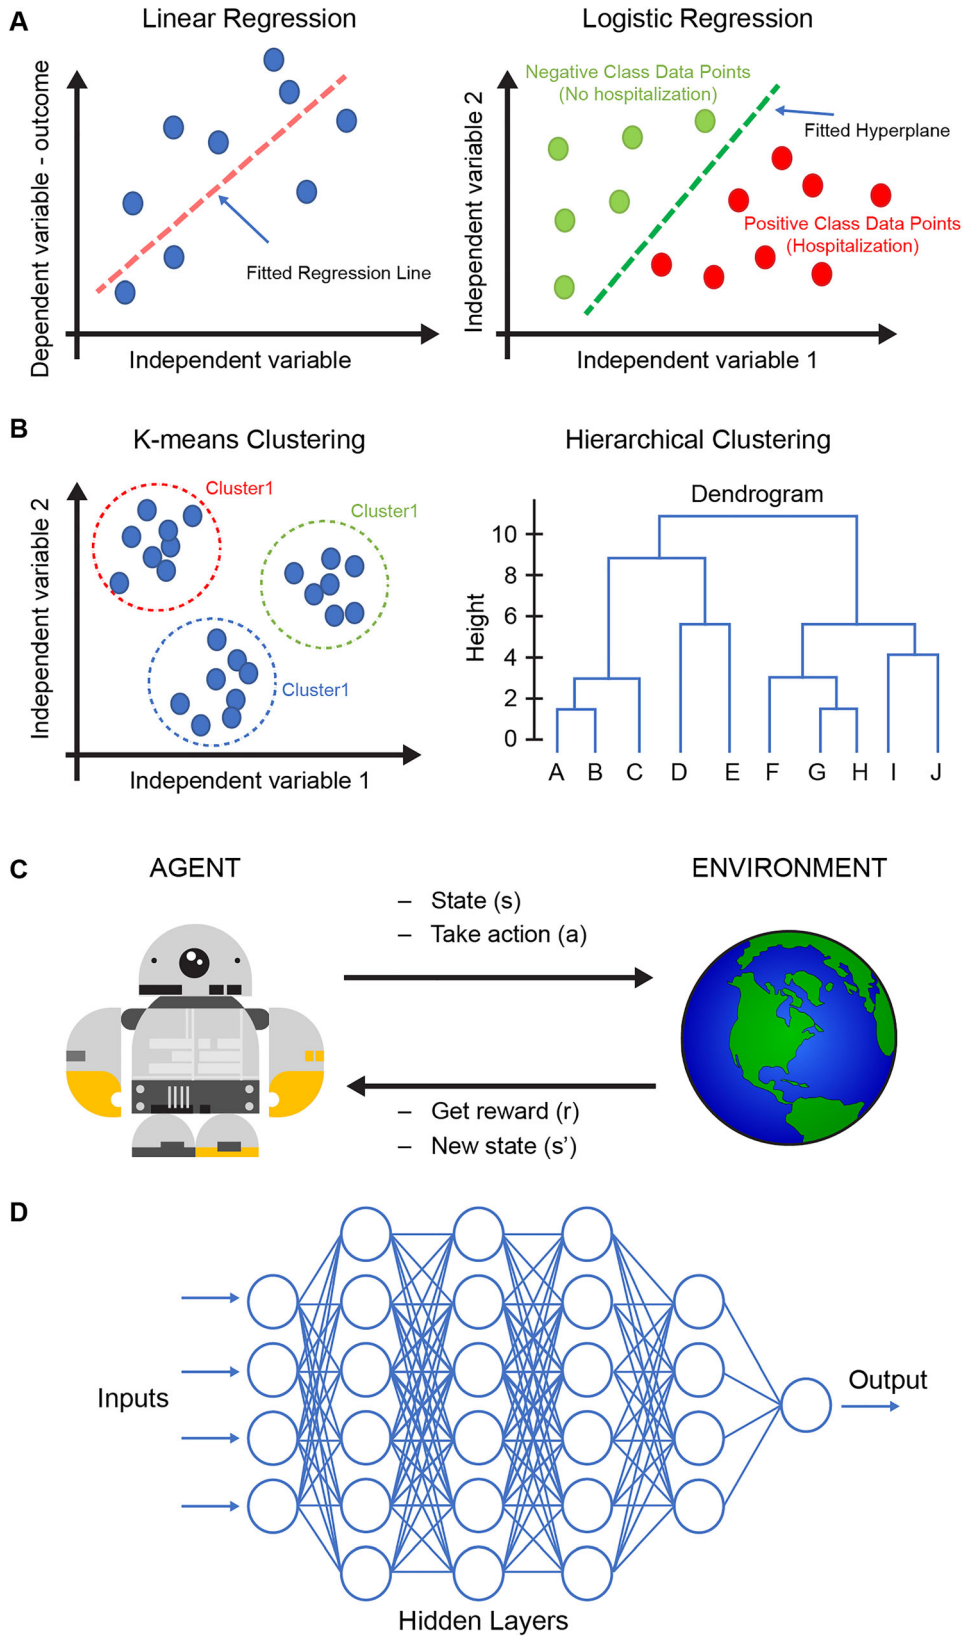 A
Linear Regression
Dependent variable - outcome
Fitted Regression Line
Independent variable
Logistic Regression
Independent variable 2
Negative Class Data Points
(No hospitalization)
Fitted Hyperplane
Positive Class Data Points
(Hospitalization)
Independent variable 1
B
K-means Clustering
Independent variable 2
Cluster1
Cluster1
Cluster1
Independent variable 1
Hierarchical Clustering
Dendrogram
Height
10
8
6
4
2
0
A B C D E F G H I J
C
AGENT
ENVIRONMENT
– State (s)
– Take action (a)
– Get reward (r)
– New state (s')
D
Inputs
Output
Hidden Layers